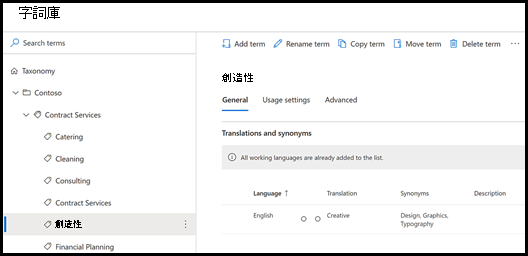 字詞庫
Search terms
Add term Rename term Copy term Move term Delete term ...
Taxonomy
Contoso
Contract Services
Catering
Cleaning
Consulting
Contract Services
創造性
Financial Planning
創造性
General Usage settings Advanced
Translations and synonyms
All working languages are already added to the list.
Language ↑ Translation Synonyms Description
English Creative Design, Graphics,
Typography